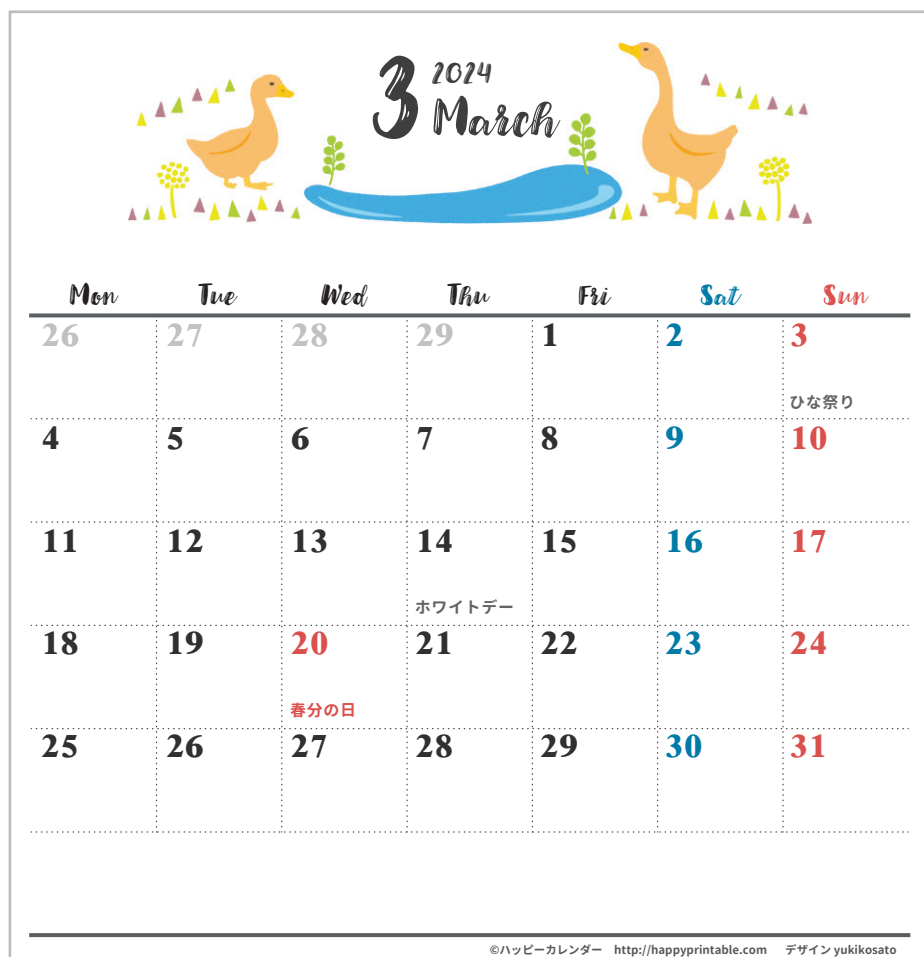 3 2024
March
Mon Tue Wed Thu Fri Sat Sun
26 27 28 29 1 2 3
ひな祭り
4 5 6 7 8 9 10
11 12 13 14 15 16 17
ホワイトデー
18 19 20 21 22 23 24
春分の日
25 26 27 28 29 30 31
©ハッピーカレンダー http://happyprintable.com デザイン yukikosato